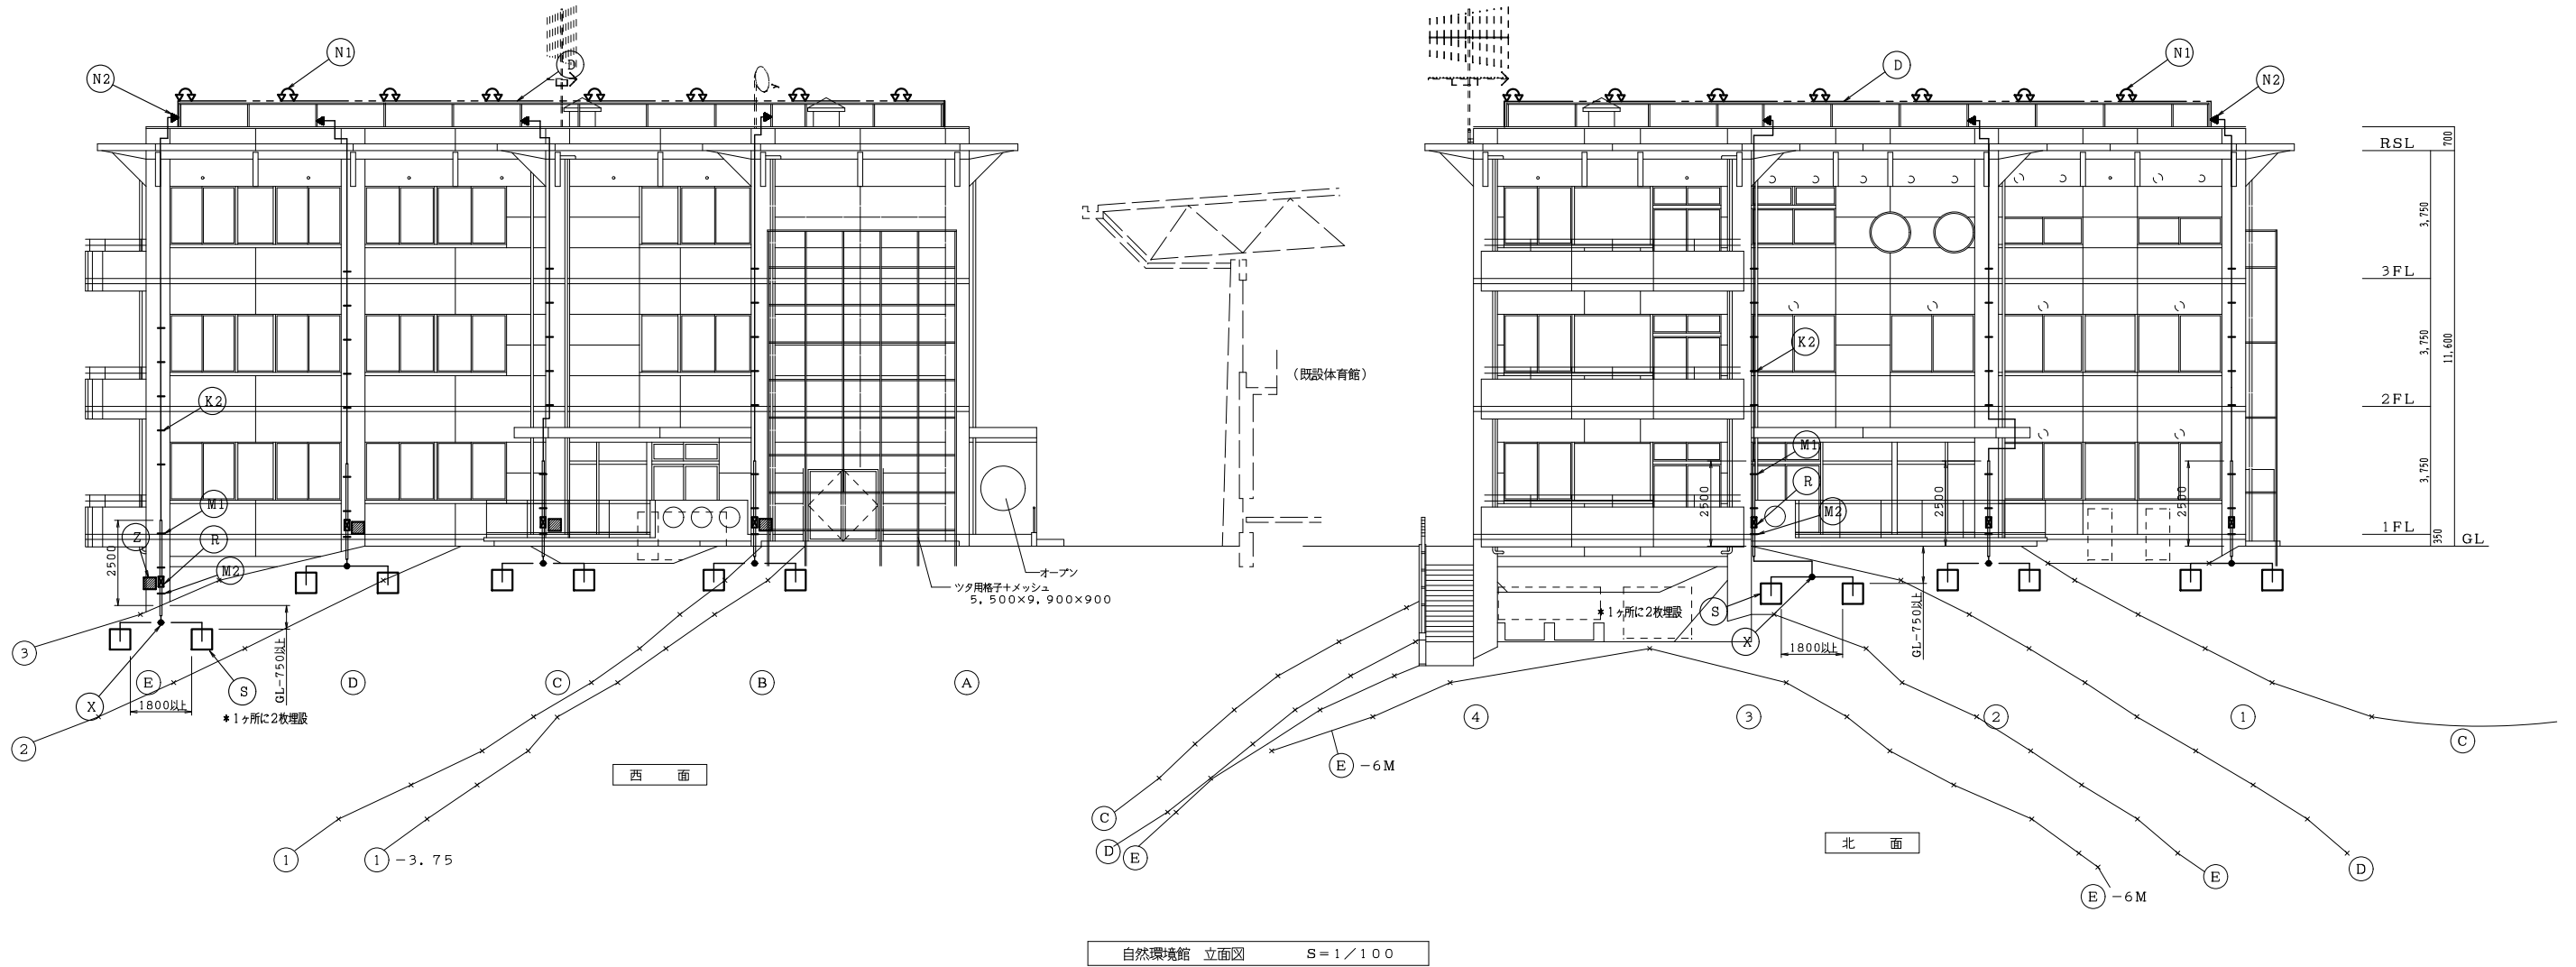 N1
D
N2
K2
M1
Z
R
2500
M2
3
E
D
C
B
A
X
S
GL-750以上
1800以上
*1ヶ所に2枚埋設
2
1
1 -3.75
西 面
オープン
ツタ用格子+メッシュ
5,500×9,900×900
(既設体育館)
D
N1
N2
K2
M1
R
M2
2500
2500
2500
*1ヶ所に2枚埋設
S
X
1800以上
GL-750以上
4
3
2
1
E -6M
C
D
E
C
D
E
E -6M
北 面
RSL
700
3,750
3FL
3,750
11,600
2FL
3,750
1FL
350
GL
自然環境館 立面図 S=1/100